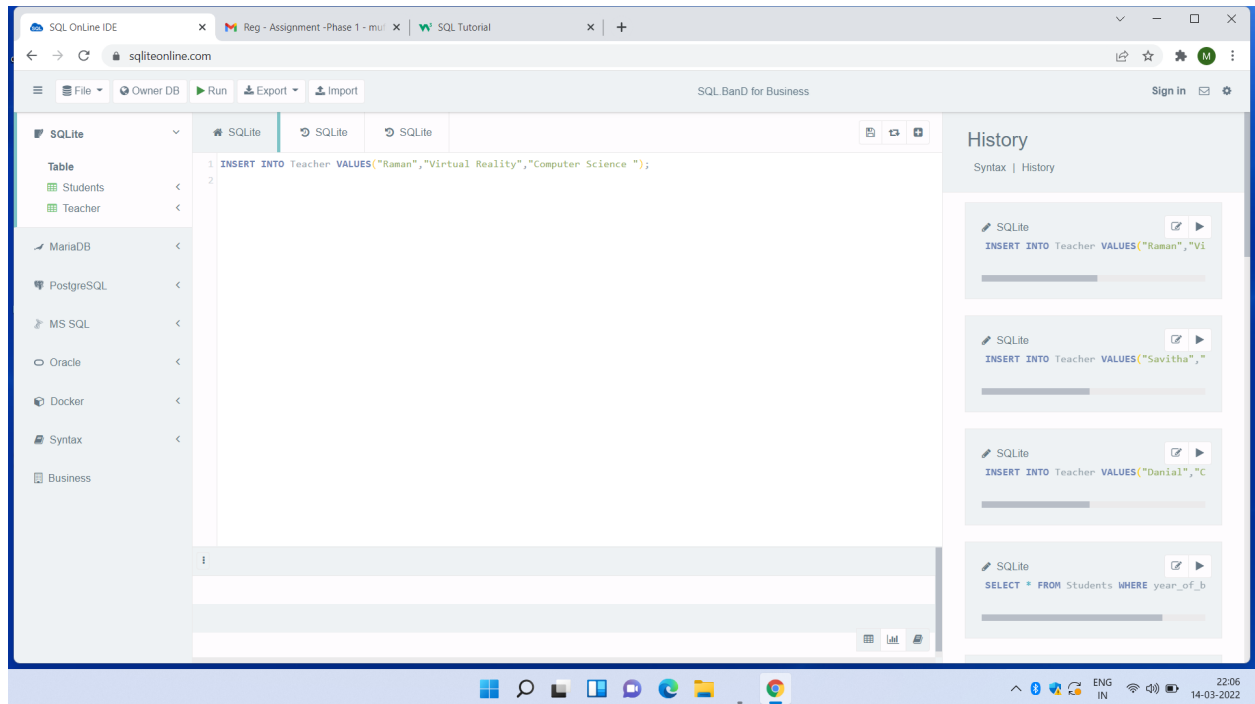 SQL OnLine IDE
Reg - Assignment -Phase 1 - mu
SQL Tutorial
sqliteonline.com
M
File
Owner DB
Run
Export
Import
SQL.BanD for Business
Sign in
SQLite
Table
Students
Teacher
MariaDB
PostgreSQL
MS SQL
Oracle
Docker
Syntax
Business
SQLite
SQLite
SQLite
1 INSERT INTO Teacher VALUES("Raman","Virtual Reality","Computer Science ");
2
History
Syntax | History
SQLite
INSERT INTO Teacher VALUES("Raman","Vi
SQLite
INSERT INTO Teacher VALUES("Savitha","
SQLite
INSERT INTO Teacher VALUES("Danial","C
SQLite
SELECT * FROM Students WHERE year_of_b
ENG
IN
22:06
14-03-2022